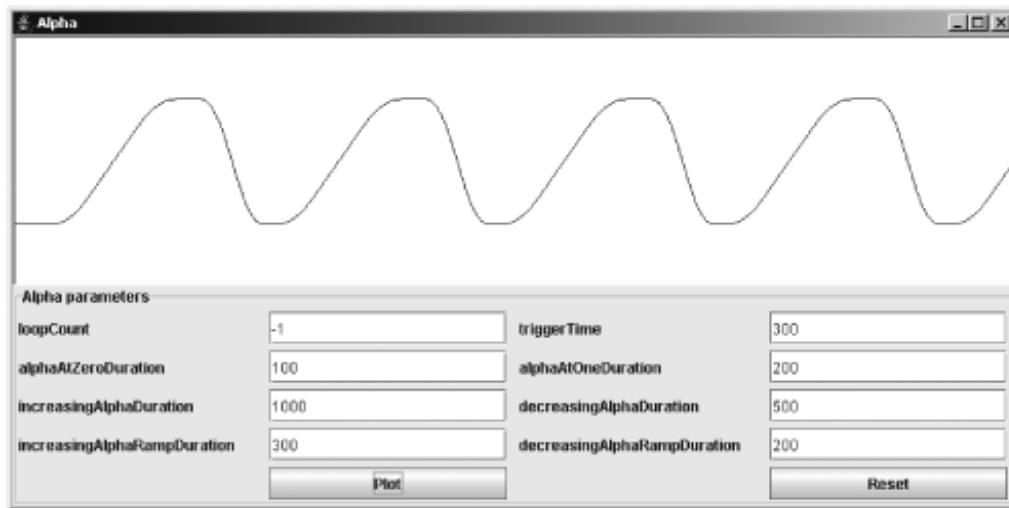 Alpha
Alpha parameters
loopCount -1 triggerTime 300
alphaAtZeroDuration 100 alphaAtOneDuration 200
increasingAlphaDuration 1000 decreasingAlphaDuration 500
increasingAlphaRampDuration 300 decreasingAlphaRampDuration 200
Plot Reset